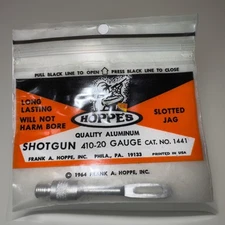 PULL BLACK LINE TO OPEN PRESS BLACK LINE TO CLOSE
HOPPE'S
LONG
LASTING
WILL NOT
HARM BORE
SLOTTED
JAG
QUALITY ALUMINUM
SHOTGUN 410-20 GAUGE CAT. NO. 1441
FRANK A. HOPPE, INC. PHILA., PA. 19133 PRINTED IN USA
© 1964 FRANK A. HOPPE, INC.